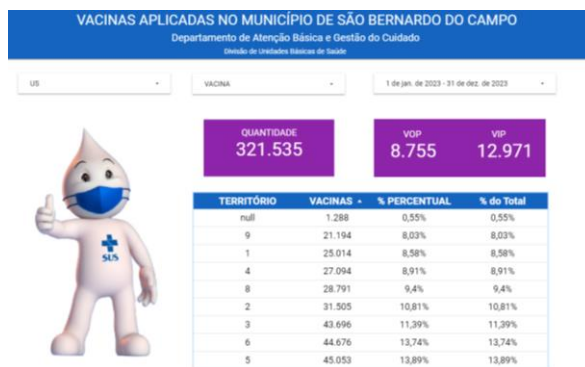 VACINAS APLICADAS NO MUNICÍPIO DE SÃO BERNARDO DO CAMPO
Departamento de Atenção Básica e Gestão do Cuidado
Divisão de Unidades Básicas de Saúde
US
VACINA
1 de jan. de 2023 - 31 de dez. de 2023
QUANTIDADE
321.535
VOP VIP
8.755 12.971
SUS
TERRITÓRIO VACINAS % PERCENTUAL % do Total
null 1.288 0,55% 0,55%
9 21.194 8,03% 8,03%
1 25.014 8,58% 8,58%
4 27.094 8,91% 8,91%
8 28.791 9,4% 9,4%
2 31.505 10,81% 10,81%
3 43.696 11,39% 11,39%
6 44.676 13,74% 13,74%
5 45.053 13,89% 13,89%